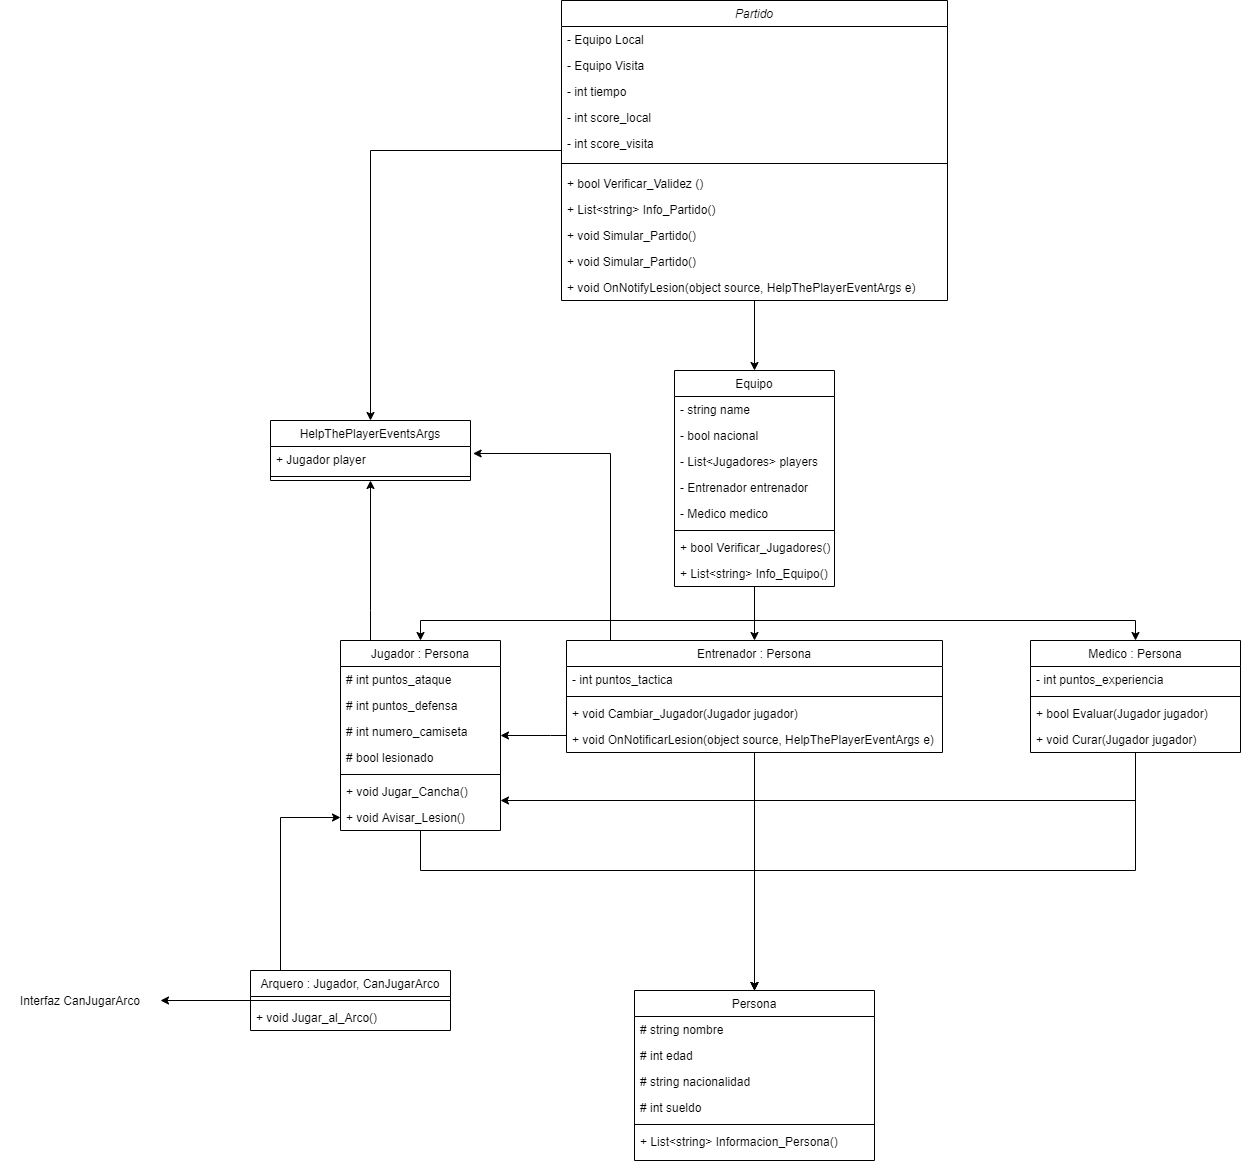 Partido
- Equipo Local
- Equipo Visita
- int tiempo
- int score_local
- int score_visita
+ bool Verificar_Validez ()
+ List<string> Info_Partido()
+ void Simular_Partido()
+ void Simular_Partido()
+ void OnNotifyLesion(object source, HelpThePlayerEventArgs e)
Equipo
- string name
- bool nacional
- List<Jugadores> players
- Entrenador entrenador
- Medico medico
+ bool Verificar_Jugadores()
+ List<string> Info_Equipo()
HelpThePlayerEventsArgs
+ Jugador player
Jugador : Persona
# int puntos_ataque
# int puntos_defensa
# int numero_camiseta
# bool lesionado
+ void Jugar_Cancha()
+ void Avisar_Lesion()
Entrenador : Persona
- int puntos_tactica
+ void Cambiar_Jugador(Jugador jugador)
+ void OnNotificarLesion(object source, HelpThePlayerEventArgs e)
Medico : Persona
- int puntos_experiencia
+ bool Evaluar(Jugador jugador)
+ void Curar(Jugador jugador)
Interfaz CanJugarArco
Arquero : Jugador, CanJugarArco
+ void Jugar_al_Arco()
Persona
# string nombre
# int edad
# string nacionalidad
# int sueldo
+ List<string> Informacion_Persona()